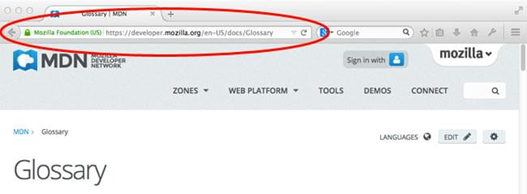 Glossary | MDN
Mozilla Foundation (US) https://developer.mozilla.org/en-US/docs/Glossary Google
MDN MOZILLA DEVELOPER NETWORK
Sign in with
mozilla
ZONES WEB PLATFORM TOOLS DEMOS CONNECT
MDN > Glossary
LANGUAGES EDIT
Glossary